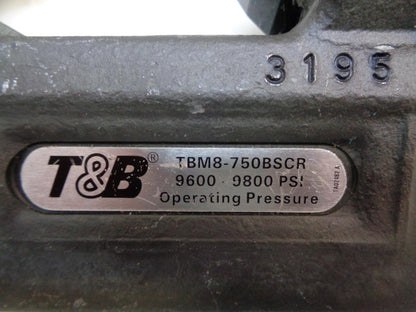 3195
T&B® TBM8-750BSCR
9600 - 9800 PSI
Operating Pressure